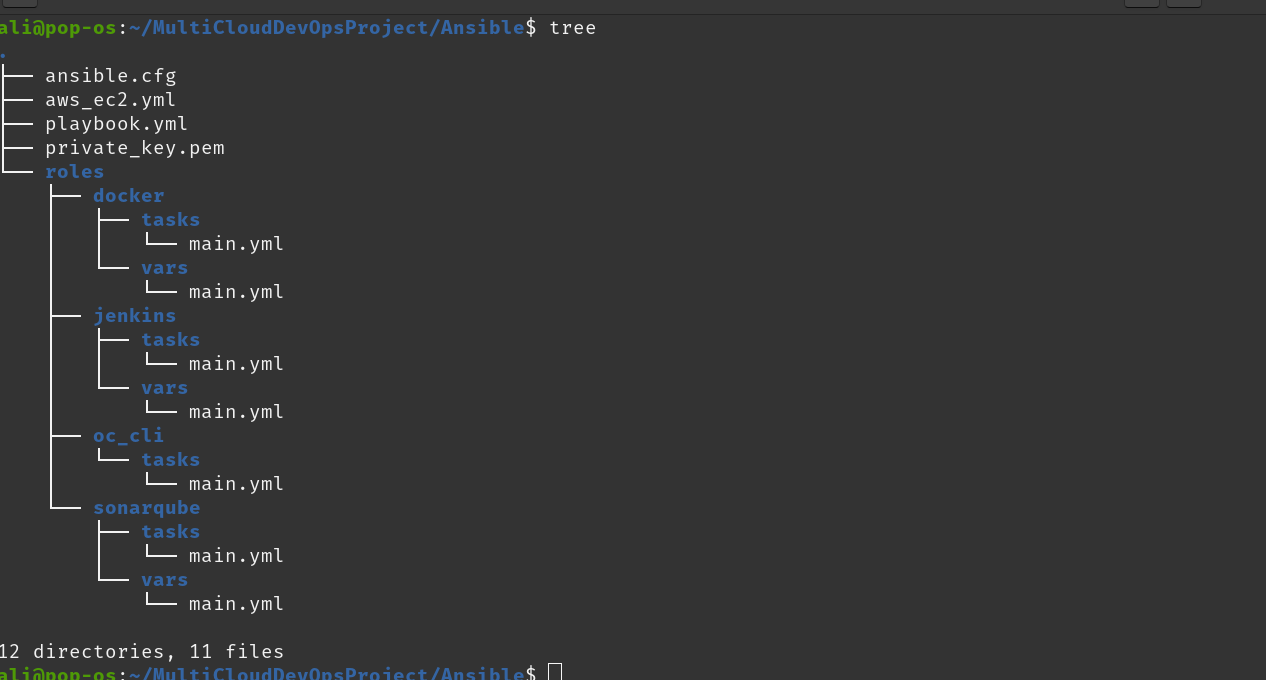 ali@pop-os:~/MultiCloudDevOpsProject/Ansible$ tree
.
├── ansible.cfg
├── aws_ec2.yml
├── playbook.yml
├── private_key.pem
└── roles
    ├── docker
    │   ├── tasks
    │   │   └── main.yml
    │   └── vars
    │       └── main.yml
    ├── jenkins
    │   ├── tasks
    │   │   └── main.yml
    │   └── vars
    │       └── main.yml
    ├── oc_cli
    │   └── tasks
    │       └── main.yml
    └── sonarqube
        ├── tasks
        │   └── main.yml
        └── vars
            └── main.yml

12 directories, 11 files
ali@pop-os:~/MultiCloudDevOpsProject/Ansible$